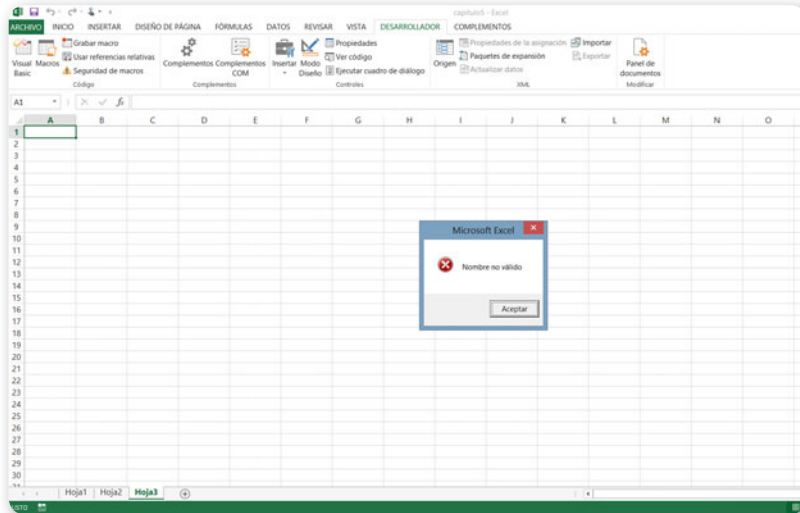 capitulo5 - Excel
ARCHIVO INICIO INSERTAR DISEÑO DE PÁGINA FÓRMULAS DATOS REVISAR VISTA DESARROLLADOR COMPLEMENTOS
Visual Basic
Macros
Grabar macro
Usar referencias relativas
Seguridad de macros
Código
Complementos
Complementos COM
Complementos
Insertar
Modo Diseño
Propiedades
Ver código
Ejecutar cuadro de diálogo
Controles
Origen
Propiedades de la asignación
Paquetes de expansión
Actualizar datos
Importar
Exportar
XML
Panel de documentos
Modificar
A1 fx
A B C D E F G H I J K L M N O
1
2
3
4
5
6
7
8
9
10
11
12
13
14
15
16
17
18
19
20
21
22
23
24
25
26
27
28
29
30
Microsoft Excel
Nombre no válido
Aceptar
Hoja1 Hoja2 Hoja3